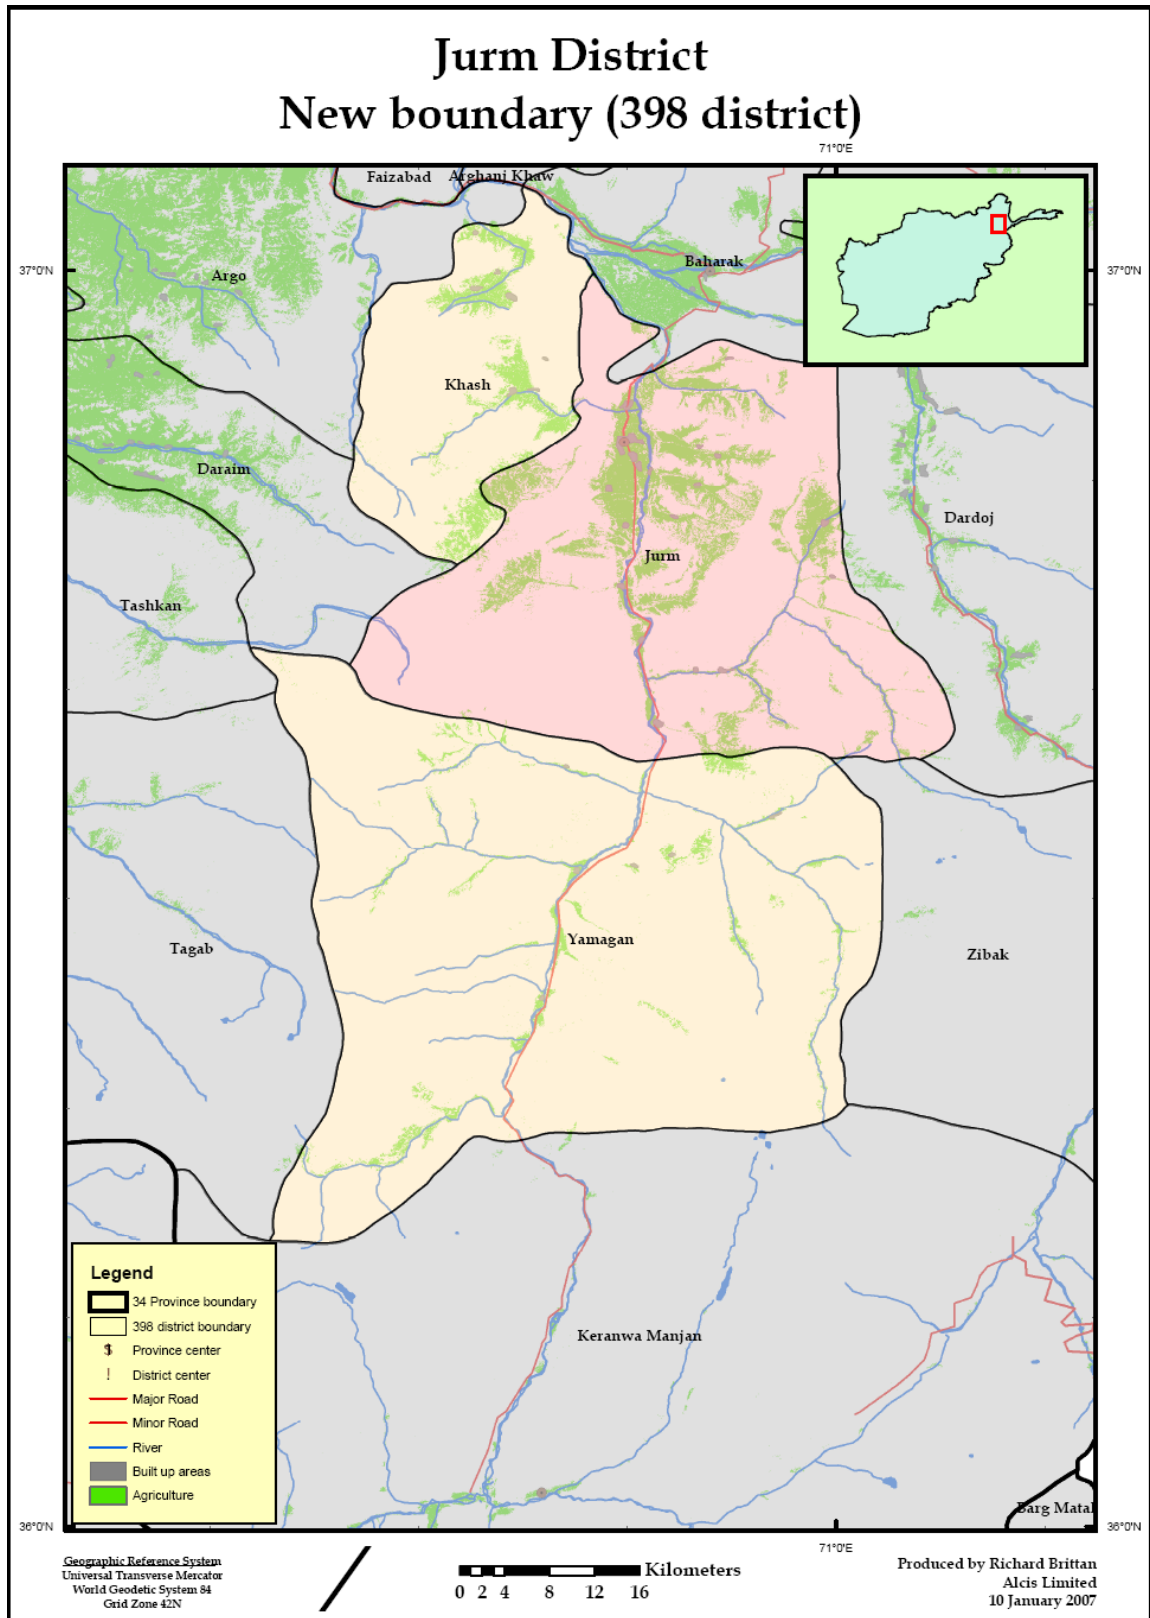 Jurm District
New boundary (398 district)
71°0'E
Faizabad
Arghanj Khaw
37°0'N
Argo
Baharak
37°0'N
Khash
Daraim
Dardoj
Jurm
Tashkan
Yamagan
Tagab
Zibak
Keranwa Manjan
Barg Matal
36°0'N
36°0'N
71°0'E
Legend
34 Province boundary
398 district boundary
$ Province center
! District center
Major Road
Minor Road
River
Built up areas
Agriculture
Geographic Reference System
Universal Transverse Mercator
World Geodetic System 84
Grid Zone 42N
Kilometers
0 2 4 8 12 16
Produced by Richard Brittan
Alcis Limited
10 January 2007